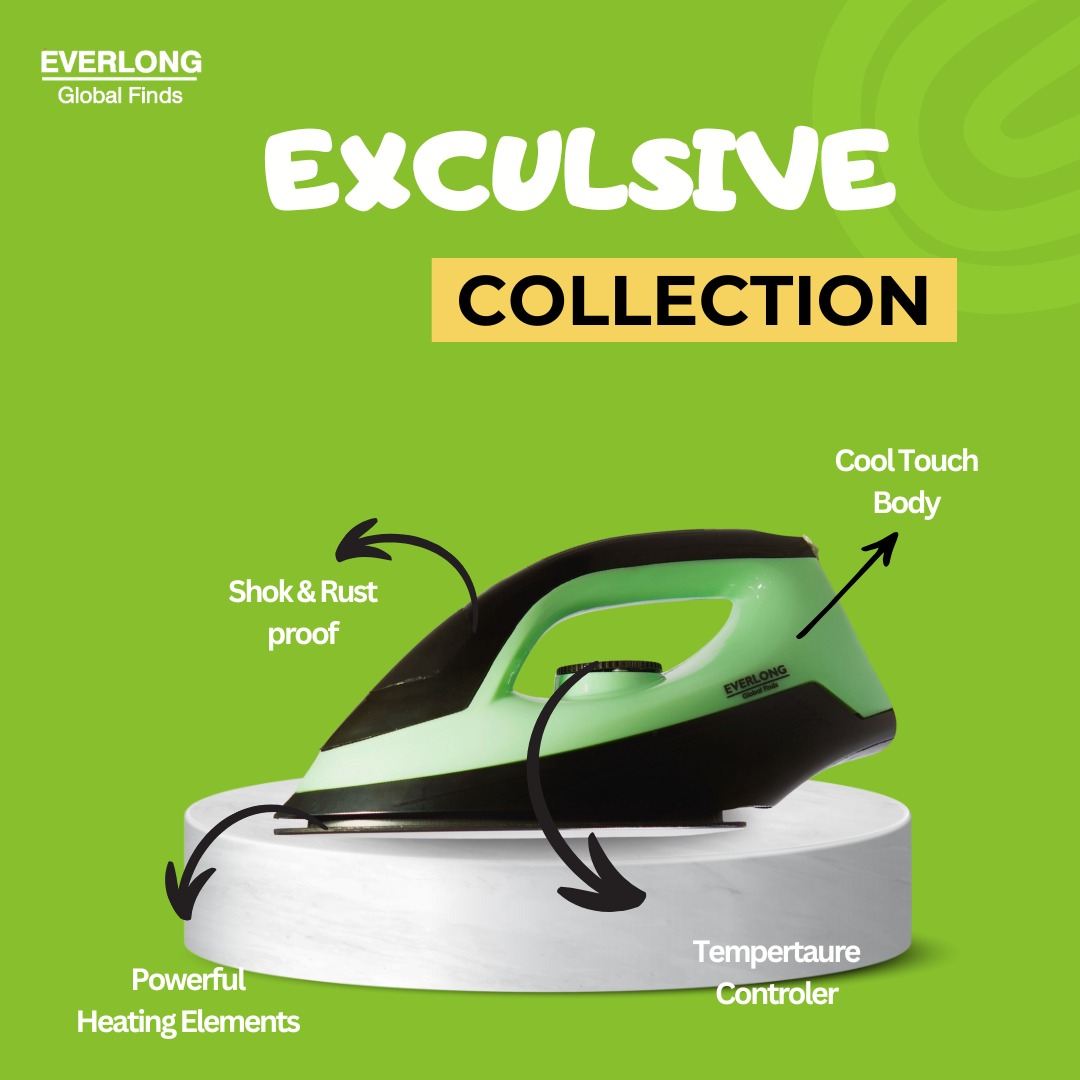 EVERLONG
Global Finds
EXCULSIVE
COLLECTION
Cool Touch
Body
Shok & Rust
proof
EVERLONG
Global Finds
Tempertaure
Controler
Powerful
Heating Elements